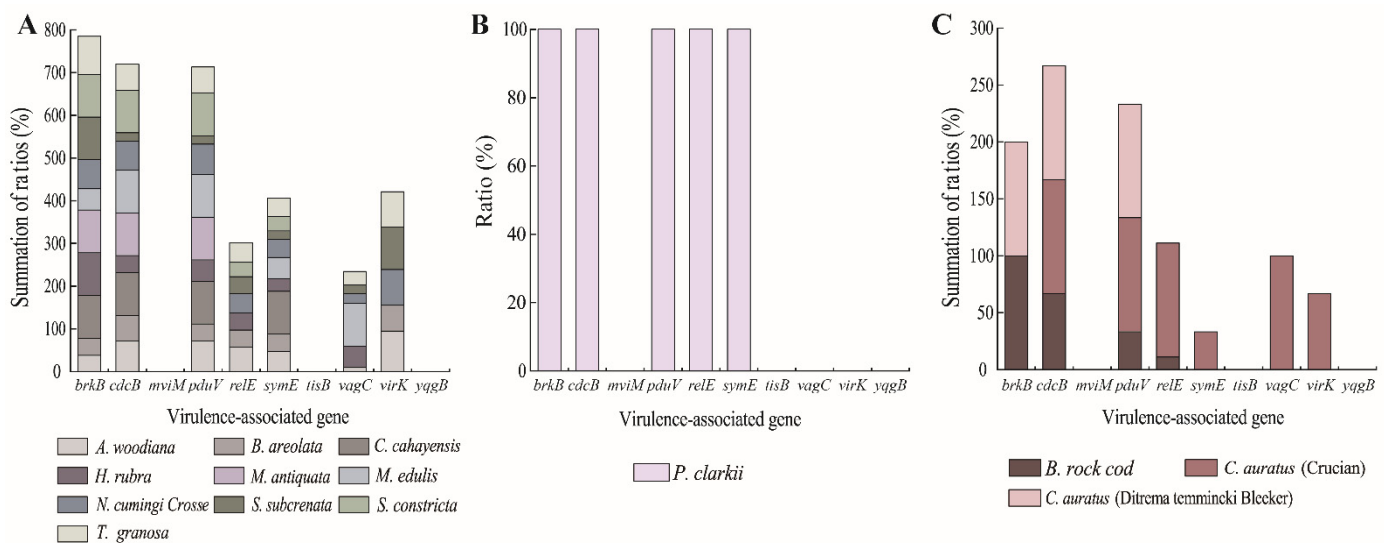 A
Summation of ratios (%)
800
700
600
500
400
300
200
100
0
brkB cdcB mviM pduV relE symE tisB vagC virK yqgB
Virulence-associated gene
A. woodiana B. areolata C. cahayensis
H. rubra M. antiquata M. edulis
N. cumingi Crosse S. subcrenata S. constricta
T. granosa
B
Ratio (%)
100
80
60
40
20
0
brkB cdcB mviM pduV relE symE tisB vagC virK yqgB
Virulence-associated gene
P. clarkii
C
Summation of ratios (%)
300
250
200
150
100
50
0
brkB cdcB mviM pduV relE symE tisB vagC virK yqgB
Virulence-associated gene
B. rock cod C. auratus (Crucian)
C. auratus (Ditrema temmincki Bleeker)